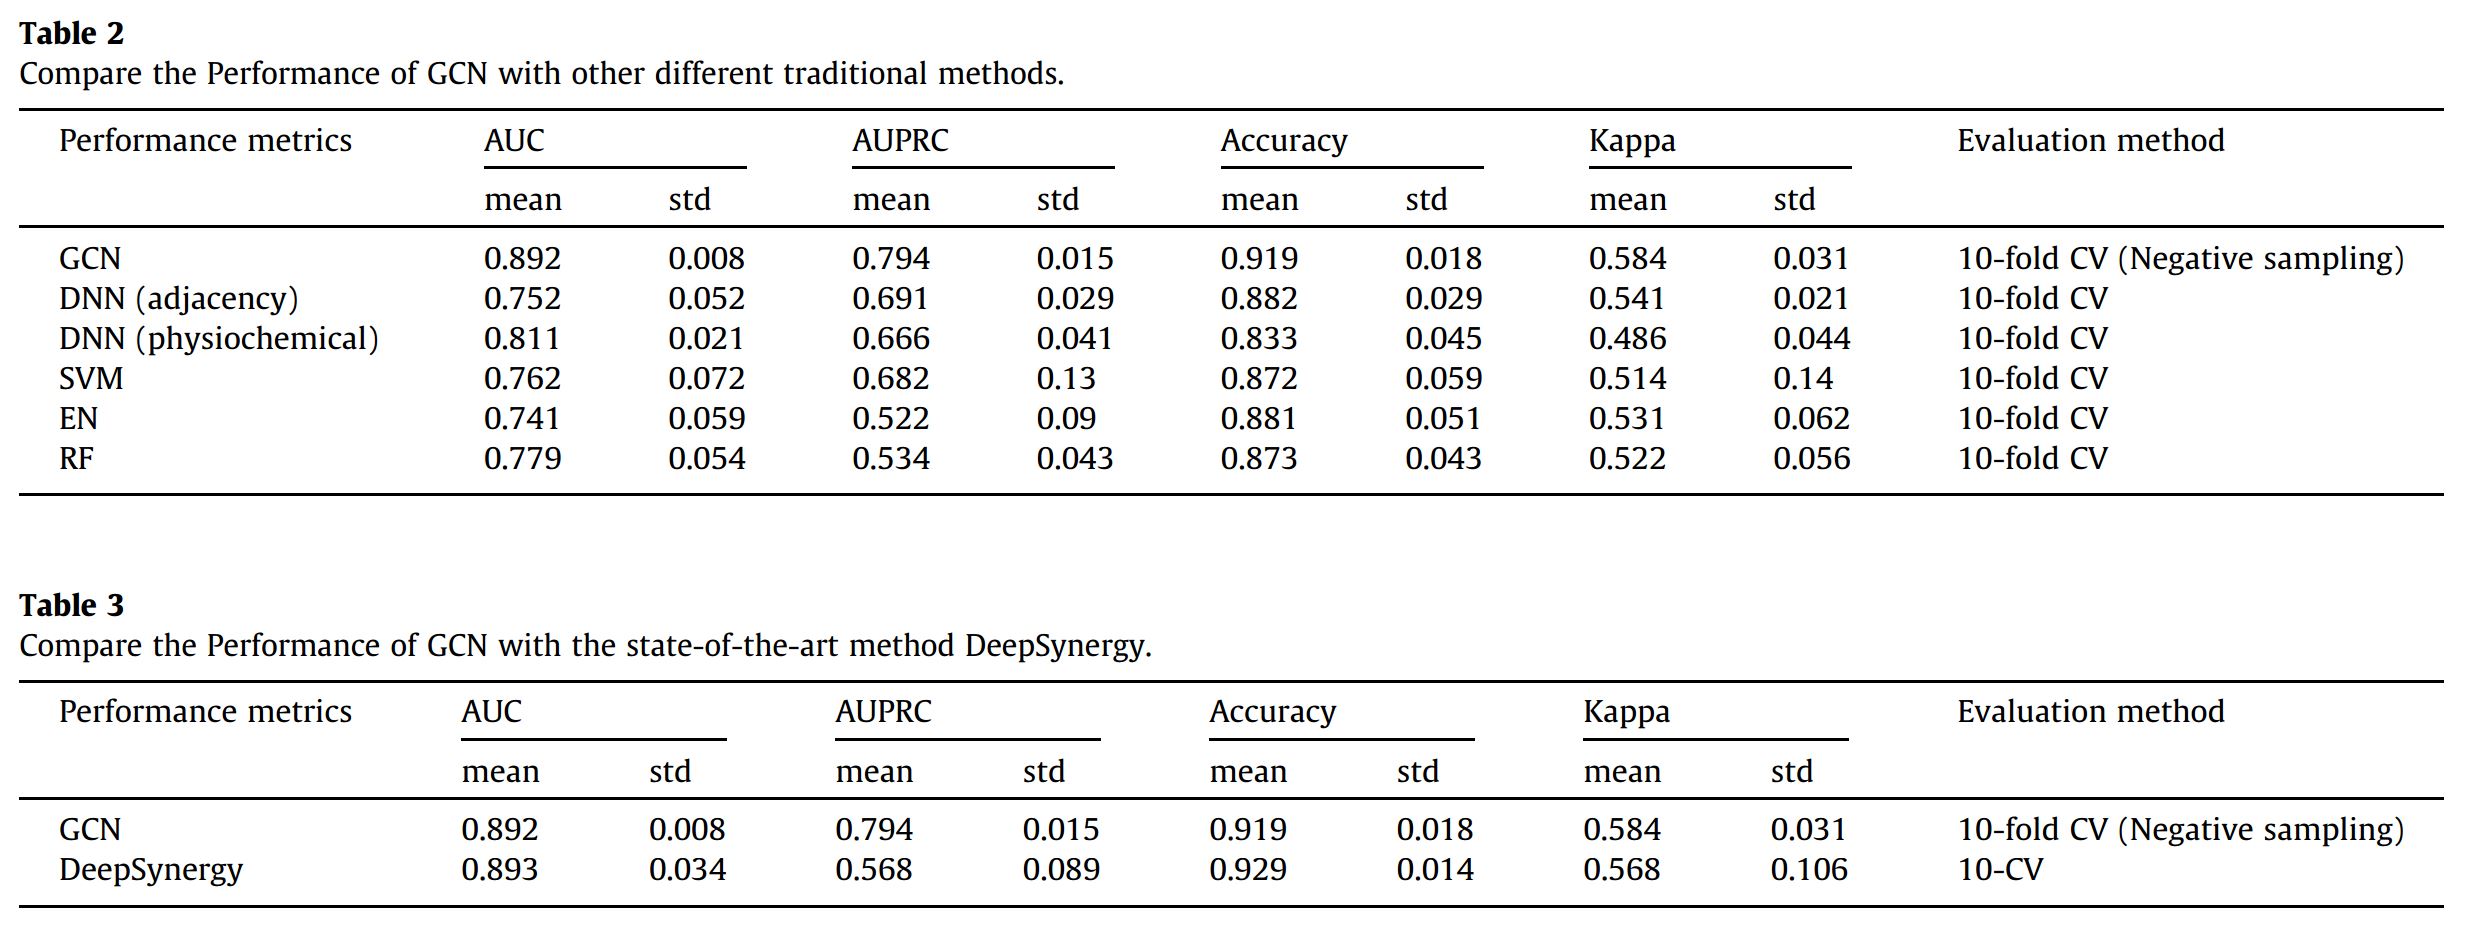 Table 2
Compare the Performance of GCN with other different traditional methods.
Performance metrics AUC AUPRC Accuracy Kappa Evaluation method
mean std mean std mean std mean std
GCN 0.892 0.008 0.794 0.015 0.919 0.018 0.584 0.031 10-fold CV (Negative sampling)
DNN (adjacency) 0.752 0.052 0.691 0.029 0.882 0.029 0.541 0.021 10-fold CV
DNN (physiochemical) 0.811 0.021 0.666 0.041 0.833 0.045 0.486 0.044 10-fold CV
SVM 0.762 0.072 0.682 0.13 0.872 0.059 0.514 0.14 10-fold CV
EN 0.741 0.059 0.522 0.09 0.881 0.051 0.531 0.062 10-fold CV
RF 0.779 0.054 0.534 0.043 0.873 0.043 0.522 0.056 10-fold CV
Table 3
Compare the Performance of GCN with the state-of-the-art method DeepSynergy.
Performance metrics AUC AUPRC Accuracy Kappa Evaluation method
mean std mean std mean std mean std
GCN 0.892 0.008 0.794 0.015 0.919 0.018 0.584 0.031 10-fold CV (Negative sampling)
DeepSynergy 0.893 0.034 0.568 0.089 0.929 0.014 0.568 0.106 10-CV